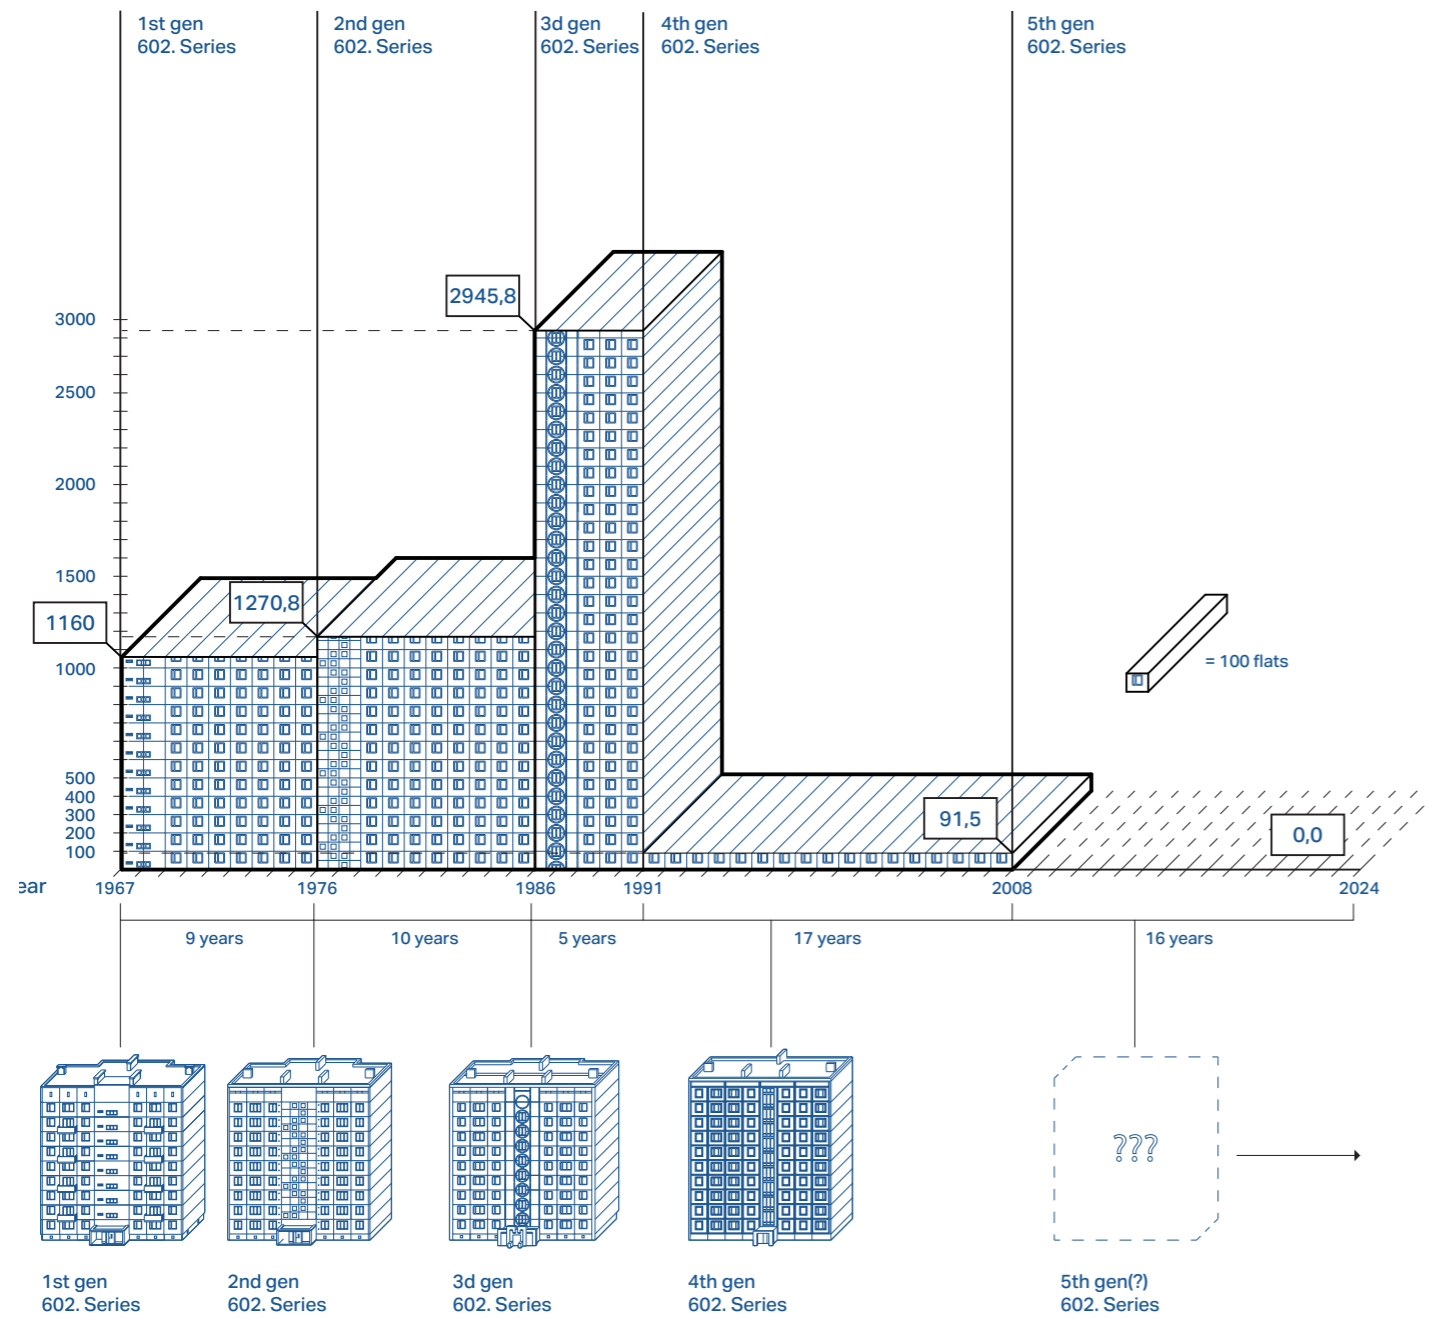 1st gen
602. Series
2nd gen
602. Series
3d gen
602. Series
4th gen
602. Series
5th gen
602. Series
2945,8
3000
2500
2000
1500
1270,8
1160
1000
= 100 flats
500
400
300
200
100
91,5
0,0
ear
1967
1976
1986
1991
2008
2024
9 years
10 years
5 years
17 years
16 years
???
1st gen
602. Series
2nd gen
602. Series
3d gen
602. Series
4th gen
602. Series
5th gen(?)
602. Series